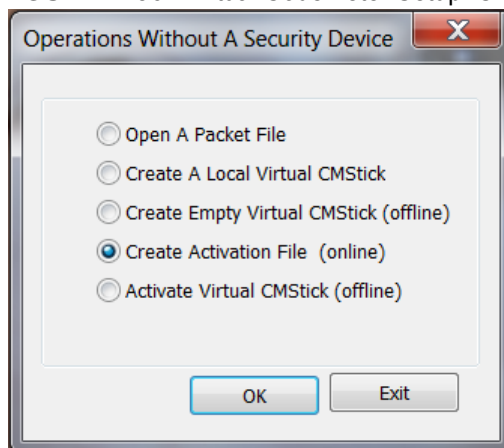 Operations Without A Security Device
X
Open A Packet File
Create A Local Virtual CMStick
Create Empty Virtual CMStick (offline)
Create Activation File (online)
Activate Virtual CMStick (offline)
OK
Exit